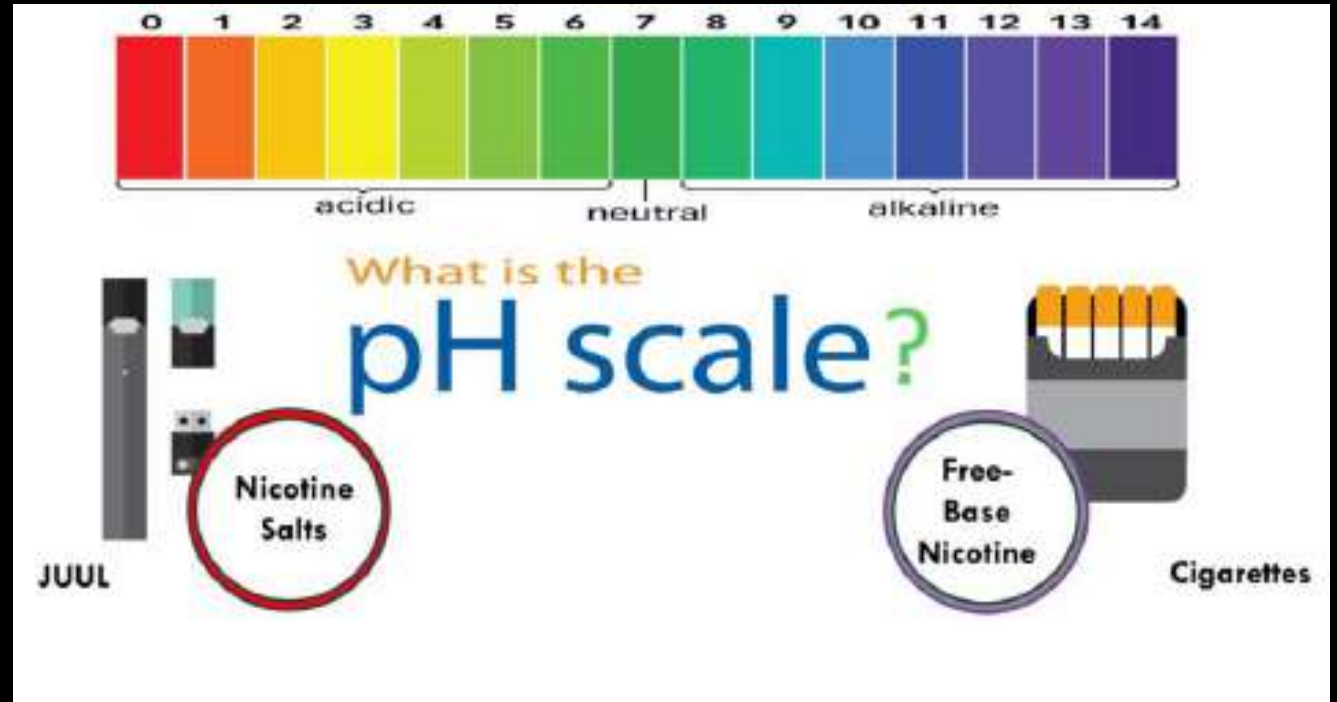 0 1 2 3 4 5 6 7 8 9 10 11 12 13 14
acidic
neutral
alkaline
What is the
pH scale?
Nicotine
Salts
JUUL
Free-
Base
Nicotine
Cigarettes